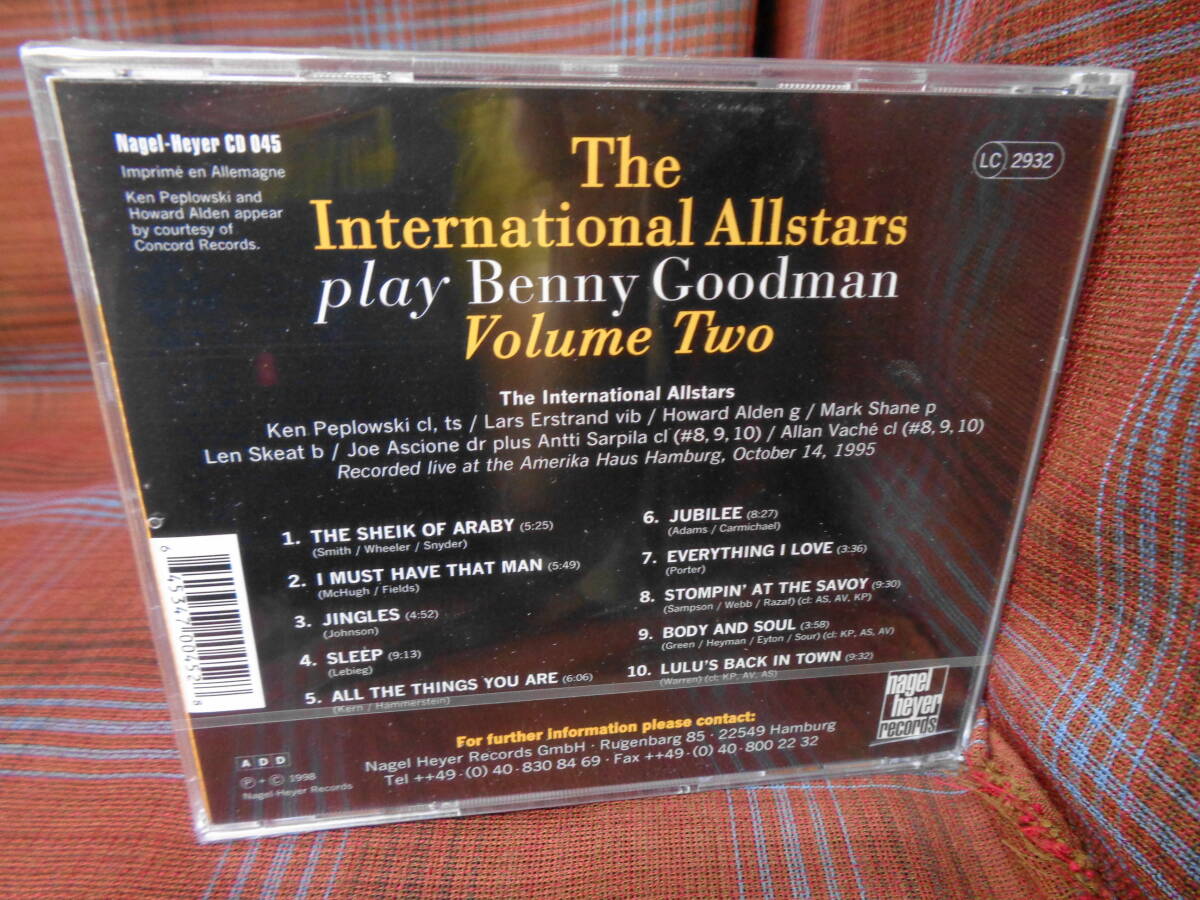 Nagel-Heyer CD 045
Imprimé en Allemagne
Ken Peplowski and
Howard Alden appear
by courtesy of
Concord Records.
LC 2932
The
International Allstars
play Benny Goodman
Volume Two
The International Allstars
Ken Peplowski cl, ts / Lars Erstrand vib / Howard Alden g / Mark Shane p
Len Skeat b / Joe Ascione dr plus Antti Sarpila cl (#8, 9, 10) / Allan Vaché cl (#8, 9, 10)
Recorded live at the Amerika Haus Hamburg, October 14, 1995
1. THE SHEIK OF ARABY (5:25)
(Smith / Wheeler / Snyder)
2. I MUST HAVE THAT MAN (5:49)
(McHugh / Fields)
3. JINGLES (4:52)
(Johnson)
4. SLEEP (9:13)
(Lebieg)
5. ALL THE THINGS YOU ARE (6:06)
(Kern / Hammerstein)
6. JUBILEE (8:27)
(Adams / Carmichael)
7. EVERYTHING I LOVE (3:36)
(Porter)
8. STOMPIN' AT THE SAVOY (9:30)
(Sampson / Webb / Razaf) (cl: AS, AV, KP)
9. BODY AND SOUL (3:58)
(Green / Heyman / Eyton / Sour) (cl: KP, AS, AV)
10. LULU'S BACK IN TOWN (9:32)
(Warren) (cl: KP, AV, AS)
nagel
heyer
records
For further information please contact:
Nagel Heyer Records GmbH · Rugenbarg 85 · 22549 Hamburg
Tel ++49 · (0) 40 · 830 84 69 · Fax ++49 · (0) 40 · 800 22 32
A D D
℗ + © 1998
Nagel-Heyer Records